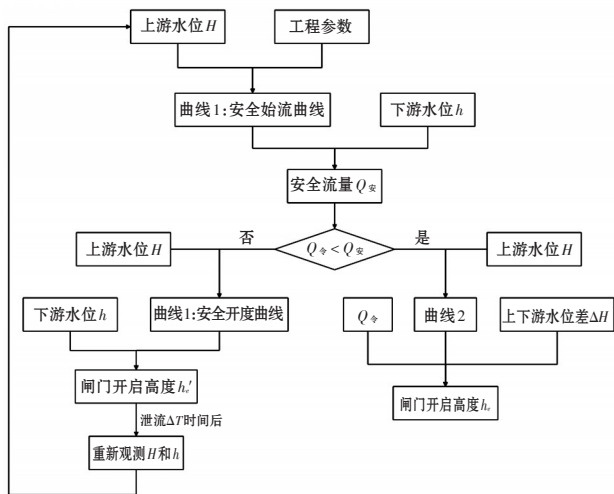 上游水位H
工程参数
曲线1:安全始流曲线
下游水位h
安全流量Q安
否
Q令<Q安
是
上游水位H
上游水位H
下游水位h
曲线1:安全开度曲线
Q令
曲线2
上下游水位差ΔH
闸门开启高度he′
闸门开启高度he
泄流ΔT时间后
重新观测H和h